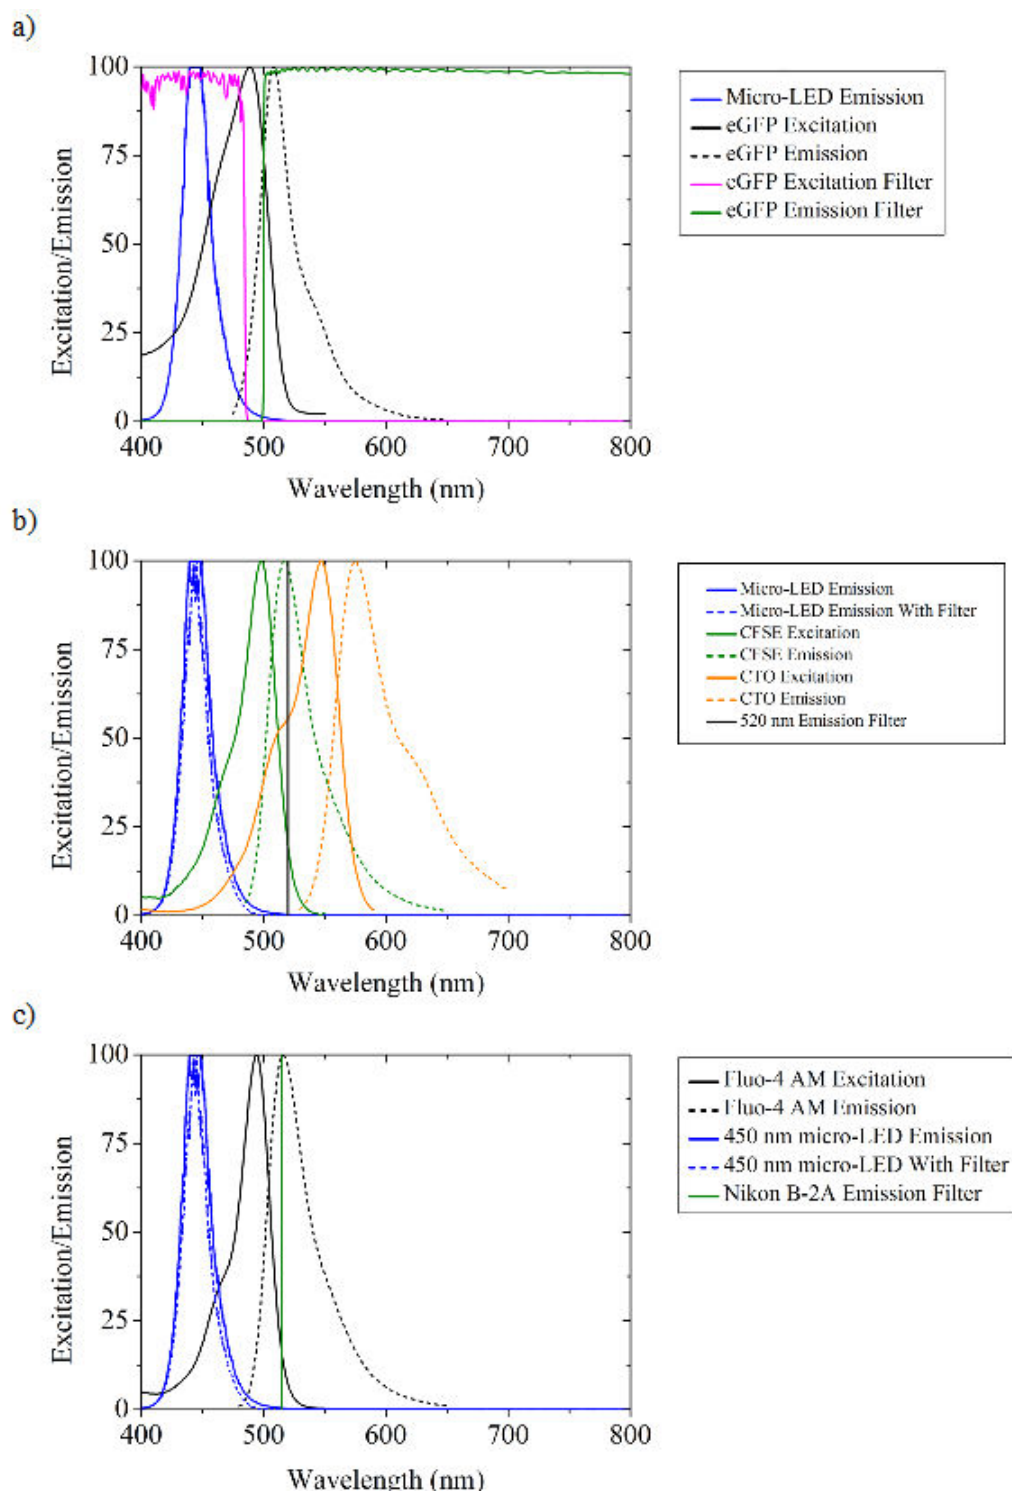 a)
100
75
50
25
0
400
500
600
700
800
Excitation/Emission
Wavelength (nm)
Micro-LED Emission
eGFP Excitation
eGFP Emission
eGFP Excitation Filter
eGFP Emission Filter
b)
100
75
50
25
0
400
500
600
700
800
Excitation/Emission
Wavelength (nm)
Micro-LED Emission
Micro-LED Emission With Filter
CFSE Excitation
CFSE Emission
CTO Excitation
CTO Emission
520 nm Emission Filter
c)
100
75
50
25
0
400
500
600
700
800
Excitation/Emission
Wavelength (nm)
Fluo-4 AM Excitation
Fluo-4 AM Emission
450 nm micro-LED Emission
450 nm micro-LED With Filter
Nikon B-2A Emission Filter